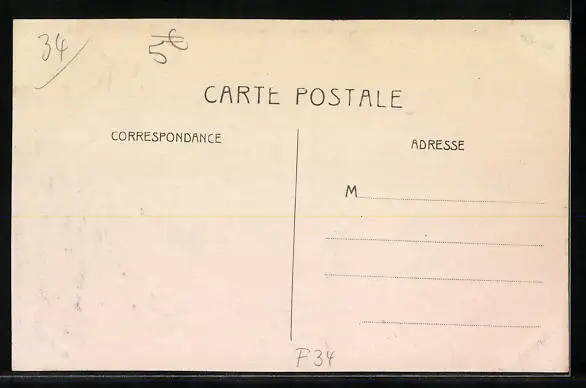 34
5€
CARTE POSTALE
CORRESPONDANCE
ADRESSE
M
F34